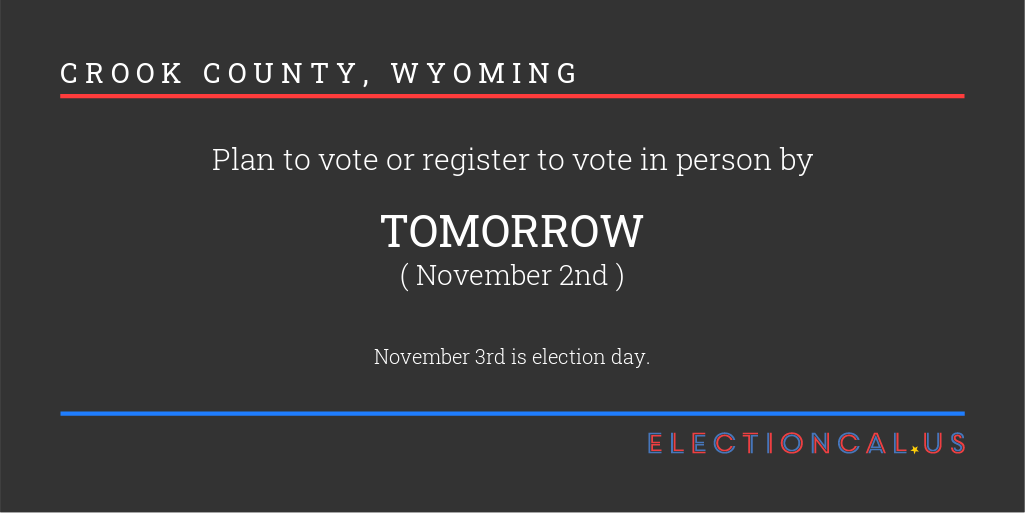 CROOK COUNTY, WYOMING
Plan to vote or register to vote in person by
TOMORROW
( November 2nd )
November 3rd is election day.
ELECTIONCAL.US